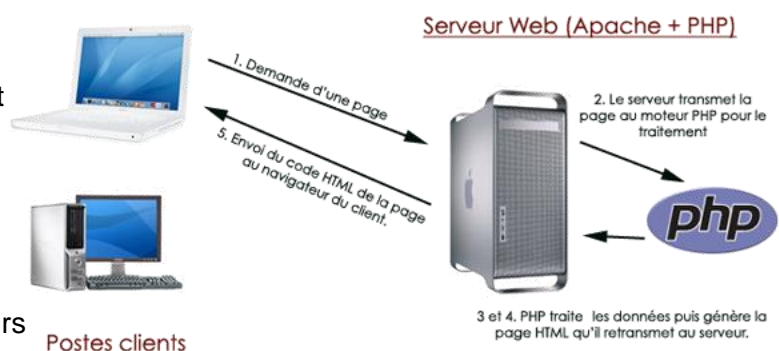 Serveur Web (Apache + PHP)
1. Demande d'une page
t
2. Le serveur transmet la
page au moteur PHP pour le
traitement
5. Envoi du code HTML de la page
au navigateur du client.
php
3 et 4. PHP traite les données puis génère la
page HTML qu'il retransmet au serveur.
rs
Postes clients